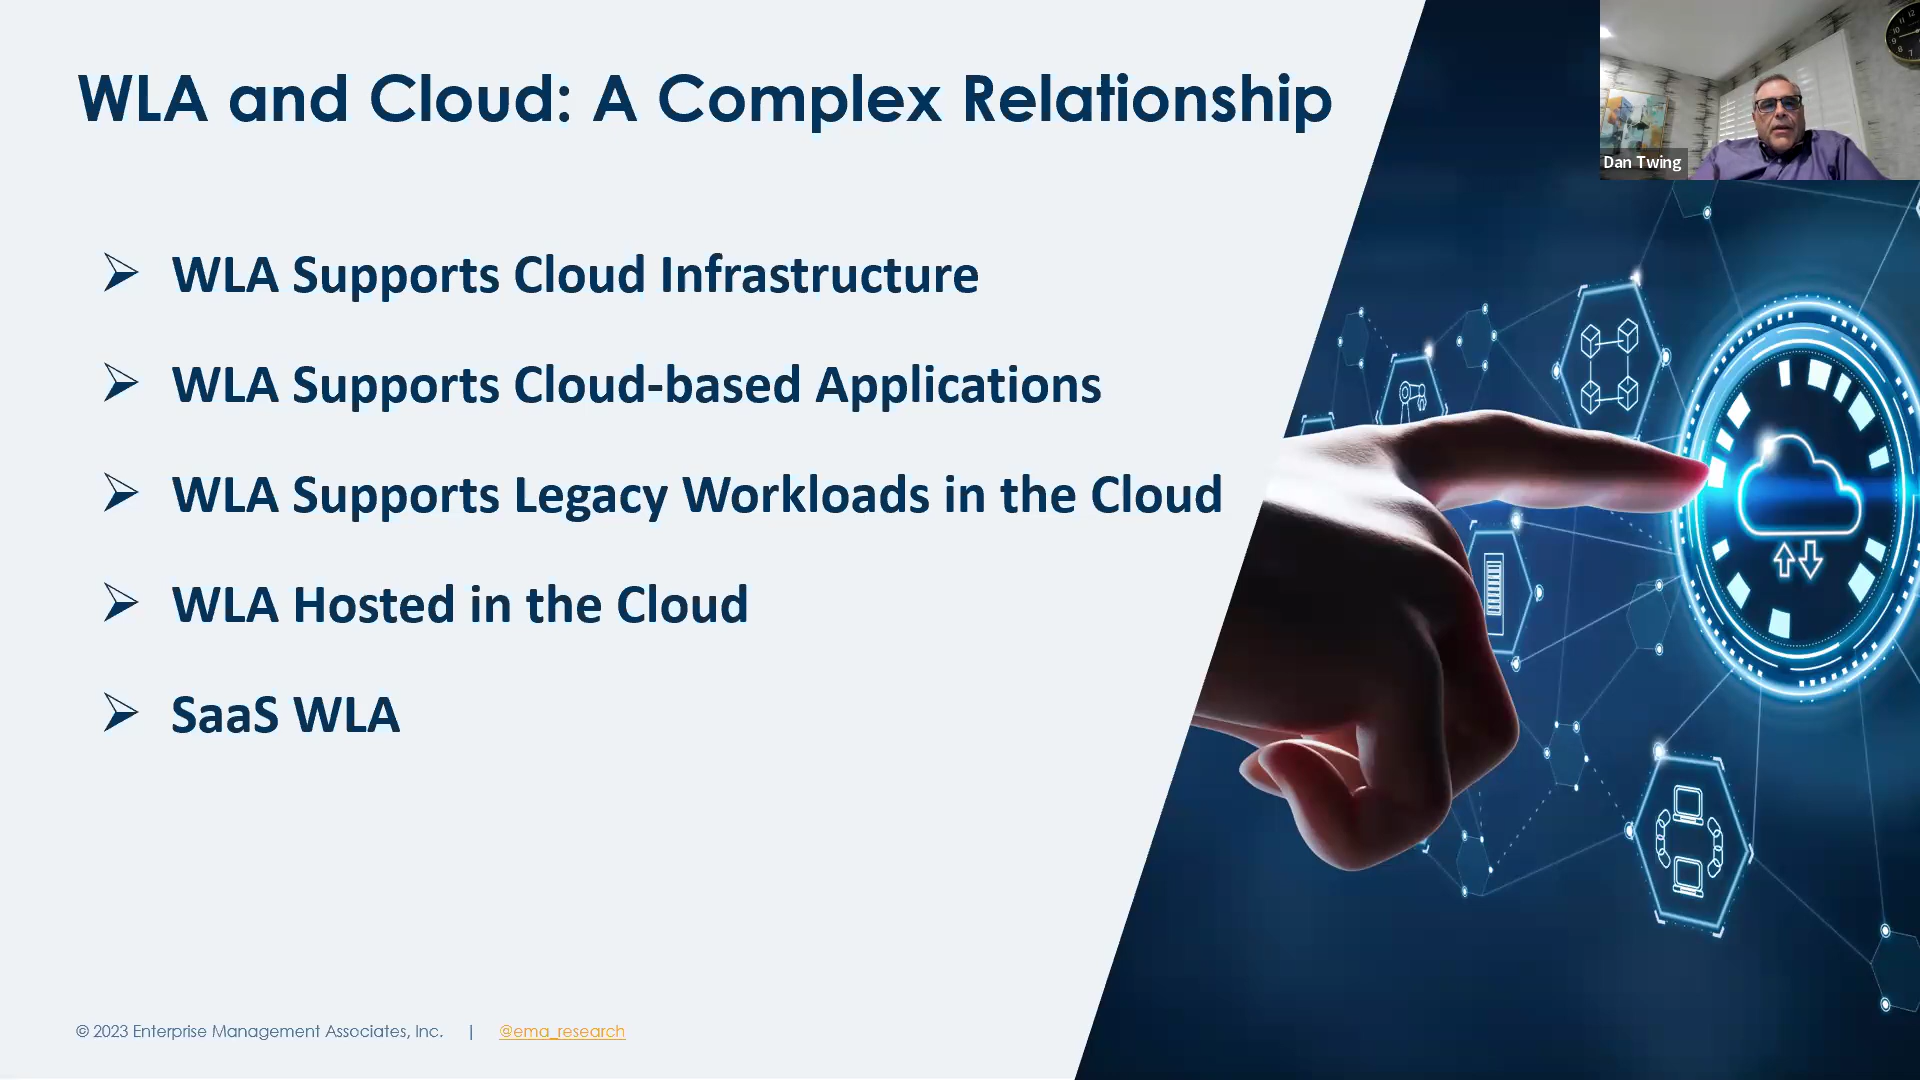 WLA and Cloud: A Complex Relationship
Dan Twing
WLA Supports Cloud Infrastructure
WLA Supports Cloud-based Applications
WLA Supports Legacy Workloads in the Cloud
WLA Hosted in the Cloud
SaaS WLA
© 2023 Enterprise Management Associates, Inc. | @ema_research